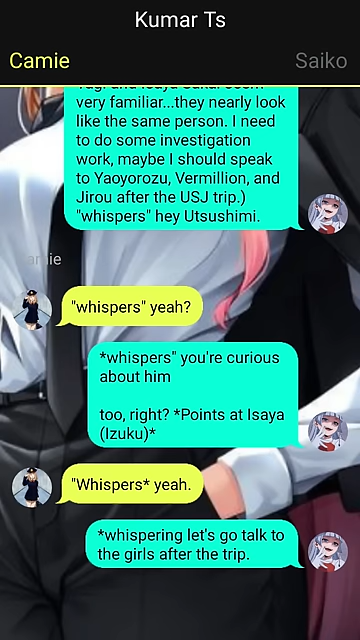 Kumar Ts
Camie
Saiko
Yagi and Isaya Sakai seem
very familiar...they nearly look
like the same person. I need
to do some investigation
work, maybe I should speak
to Yaoyorozu, Vermillion, and
Jirou after the USJ trip.)
"whispers" hey Utsushimi.
Camie
"whispers" yeah?
*whispers" you're curious
about him
too, right? *Points at Isaya
(Izuku)*
"Whispers* yeah.
*whispering let's go talk to
the girls after the trip.